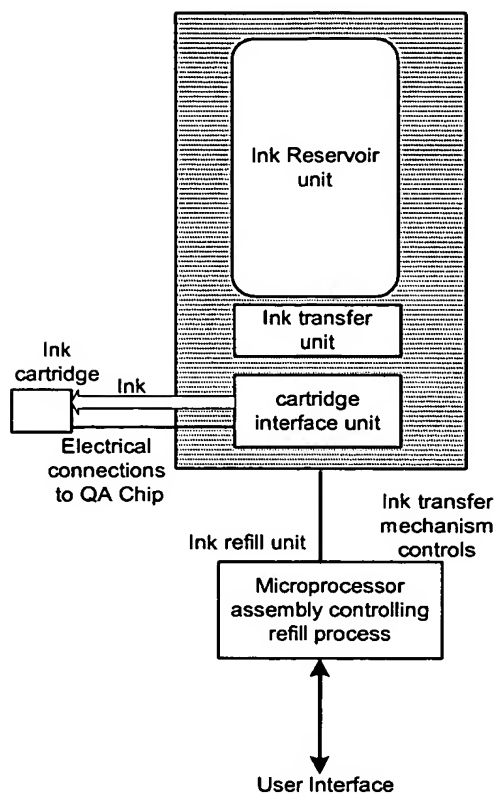 Ink Reservoir
unit
Ink transfer
unit
Ink
cartridge
Ink
cartridge
interface unit
Electrical
connections
to QA Chip
Ink transfer
mechanism
controls
Ink refill unit
Microprocessor
assembly controlling
refill process
User Interface